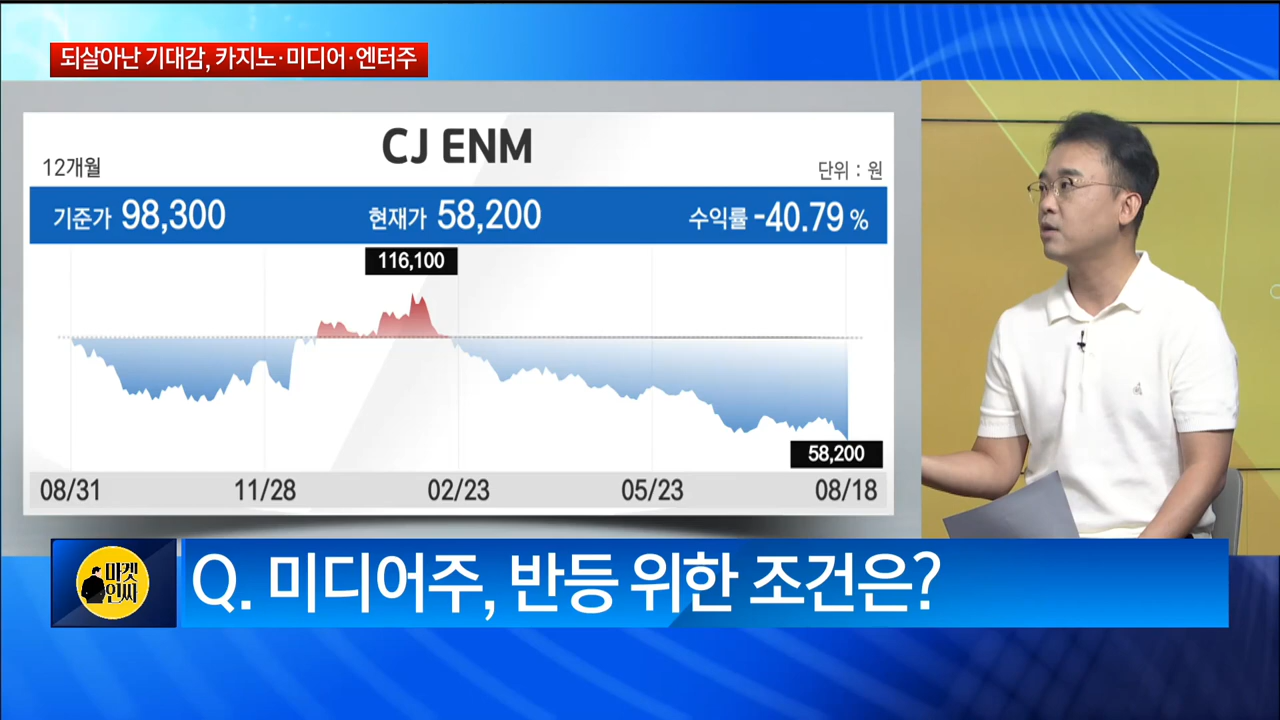 되살아난 기대감, 카지노·미디어·엔터주
CJ ENM
12개월
단위 : 원
기준가 98,300 현재가 58,200 수익률 -40.79 %
116,100
58,200
08/31 11/28 02/23 05/23 08/18
마켓
인싸
Q. 미디어주, 반등 위한 조건은?